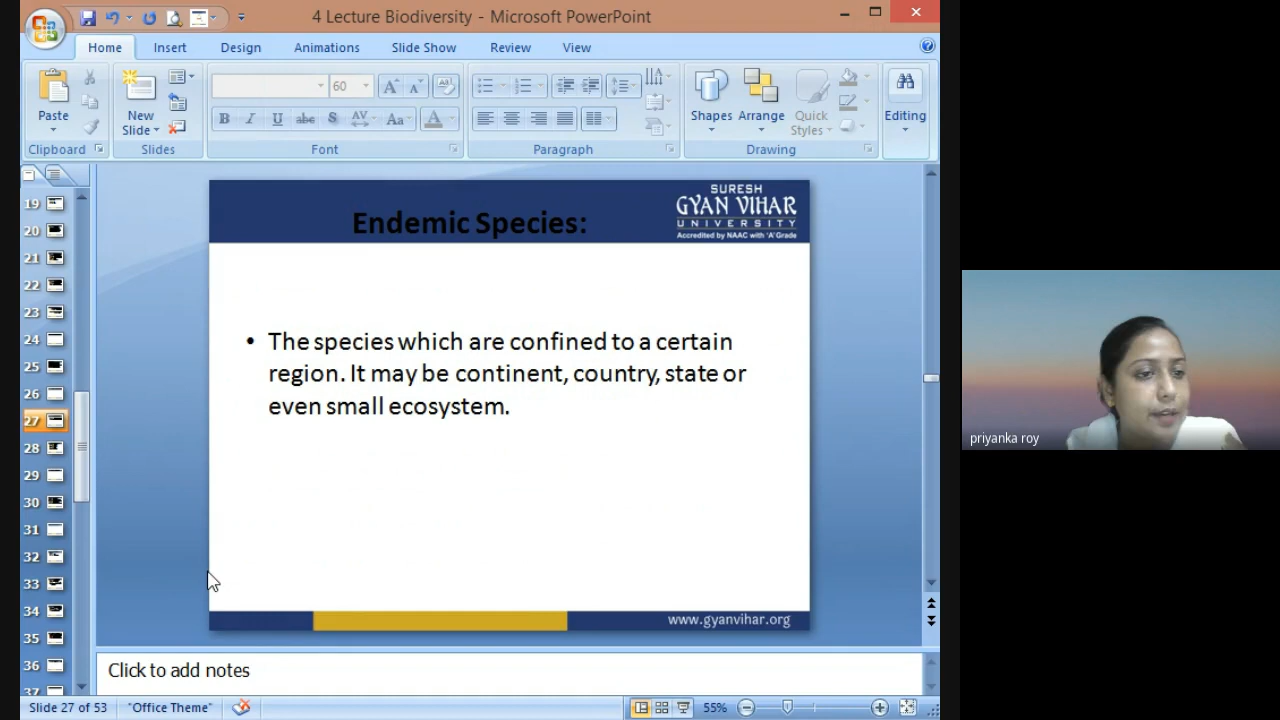 4 Lecture Biodiversity - Microsoft PowerPoint
Home Insert Design Animations Slide Show Review View
60
Paste
New Slide
Shapes Arrange Quick Styles
Editing
Clipboard Slides Font Paragraph Drawing
SURESH
GYAN VIHAR
UNIVERSITY
Accredited by NAAC with 'A' Grade
Endemic Species:
• The species which are confined to a certain
region. It may be continent, country, state or
even small ecosystem.
www.gyanvihar.org
19
20
21
22
23
24
25
26
27
28
29
30
31
32
33
34
35
36
37
priyanka roy
Click to add notes
Slide 27 of 53 "Office Theme" 55%